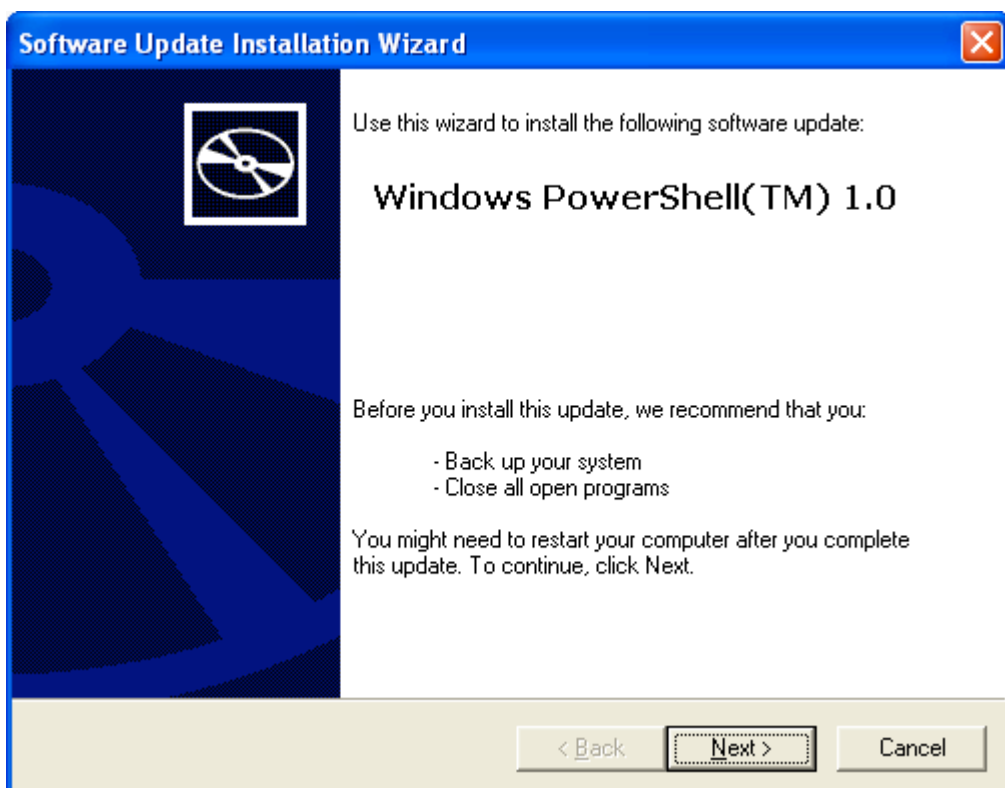 Software Update Installation Wizard
Use this wizard to install the following software update:
Windows PowerShell(TM) 1.0
Before you install this update, we recommend that you:
- Back up your system
- Close all open programs
You might need to restart your computer after you complete
this update. To continue, click Next.
< Back Next > Cancel